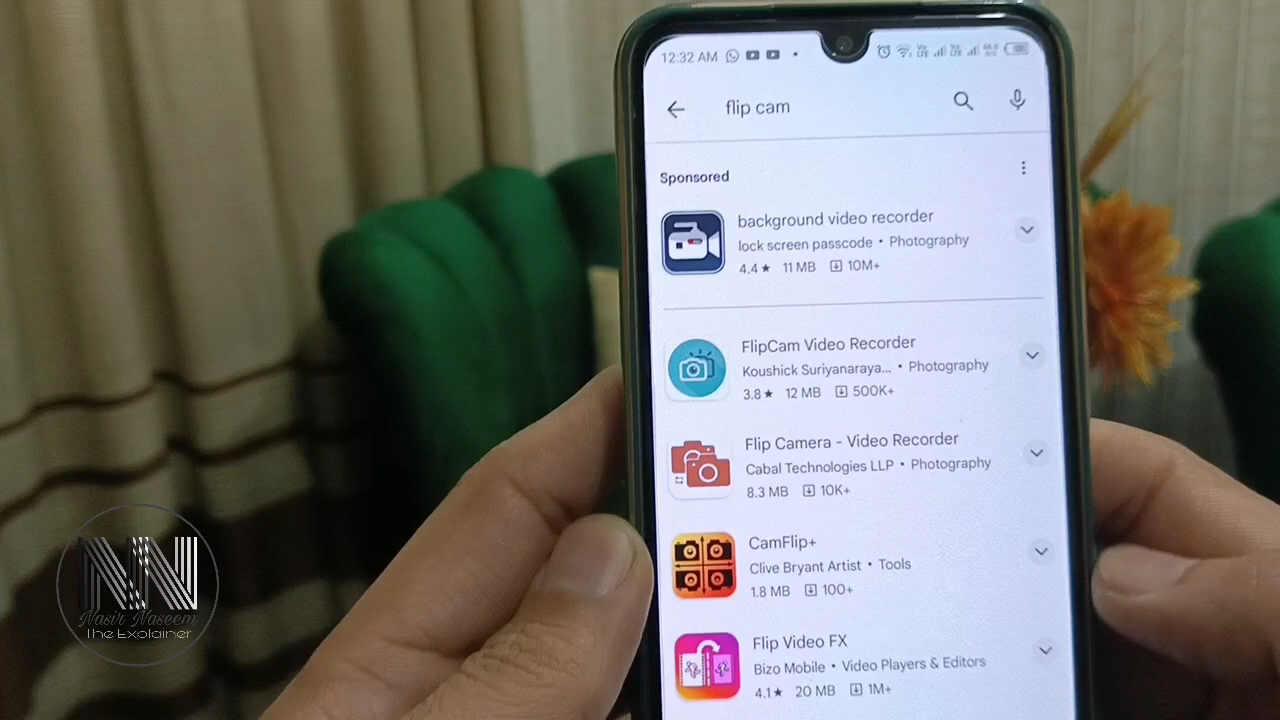 12:32 AM
flip cam
Sponsored
background video recorder
lock screen passcode • Photography
4.4★ 11 MB 10M+
FlipCam Video Recorder
Koushick Suriyanaraya... • Photography
3.8★ 12 MB 500K+
Flip Camera - Video Recorder
Cabal Technologies LLP • Photography
8.3 MB 10K+
CamFlip+
Clive Bryant Artist • Tools
1.8 MB 100+
Flip Video FX
Bizo Mobile • Video Players & Editors
4.1★ 20 MB 1M+
NN
Nasir Naseem
The Explainer